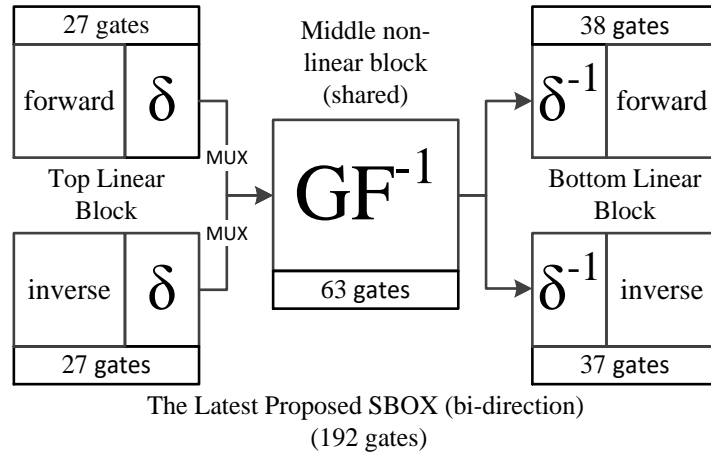 27 gates
forward
δ
Top Linear
Block
inverse
δ
27 gates
MUX
MUX
Middle non-
linear block
(shared)
GF⁻¹
63 gates
38 gates
δ⁻¹
forward
Bottom Linear
Block
δ⁻¹
inverse
37 gates
The Latest Proposed SBOX (bi-direction)
(192 gates)